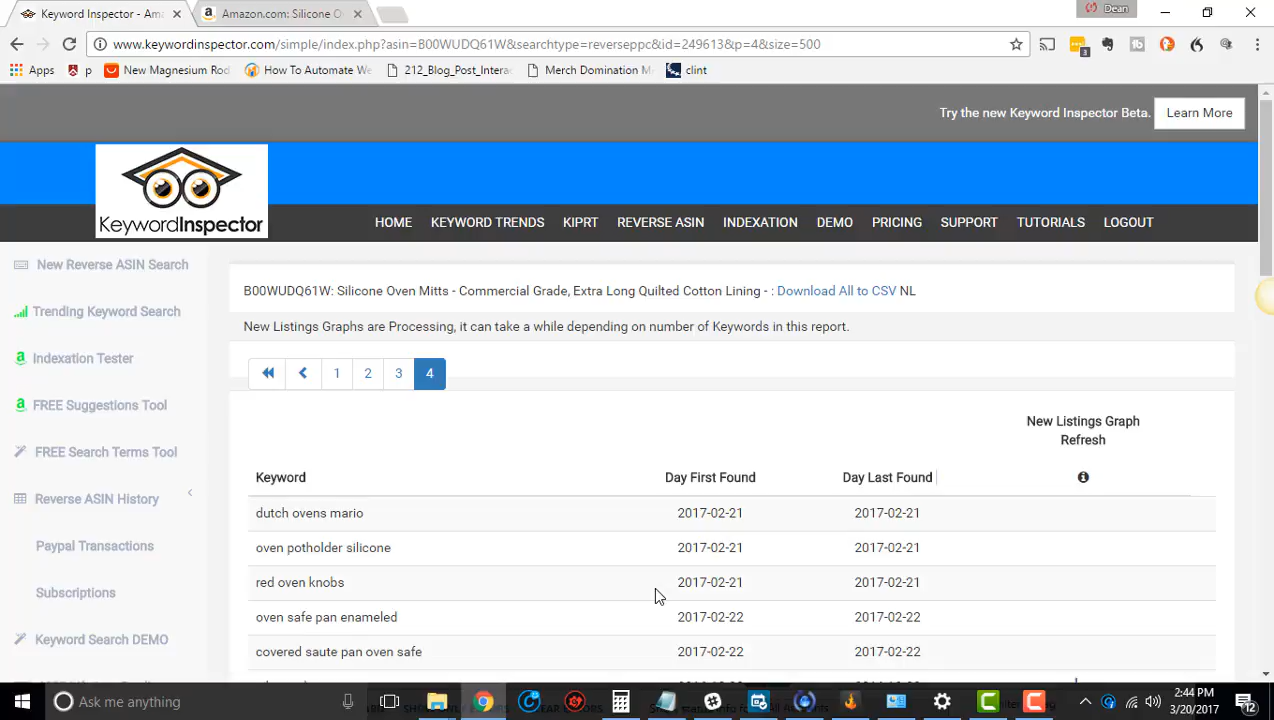 Keyword Inspector - Ama
Amazon.com: Silicone O
Dean
www.keywordinspector.com/simple/index.php?asin=B00WUDQ61W&searchtype=reverseppc&id=249613&p=4&size=500
3
Apps
p
New Magnesium Rod
How To Automate We
212_Blog_Post_Intera
Merch Domination M
clint
Try the new Keyword Inspector Beta.
Learn More
KeywordInspector
HOME
KEYWORD TRENDS
KIPRT
REVERSE ASIN
INDEXATION
DEMO
PRICING
SUPPORT
TUTORIALS
LOGOUT
New Reverse ASIN Search
Trending Keyword Search
Indexation Tester
FREE Suggestions Tool
FREE Search Terms Tool
Reverse ASIN History
Paypal Transactions
Subscriptions
Keyword Search DEMO
B00WUDQ61W: Silicone Oven Mitts - Commercial Grade, Extra Long Quilted Cotton Lining - : Download All to CSV NL
New Listings Graphs are Processing, it can take a while depending on number of Keywords in this report.
1 2 3 4
New Listings Graph
Refresh
Keyword Day First Found Day Last Found
dutch ovens mario 2017-02-21 2017-02-21
oven potholder silicone 2017-02-21 2017-02-21
red oven knobs 2017-02-21 2017-02-21
oven safe pan enameled 2017-02-22 2017-02-22
covered saute pan oven safe 2017-02-22 2017-02-22
Ask me anything
2:44 PM
3/20/2017
12